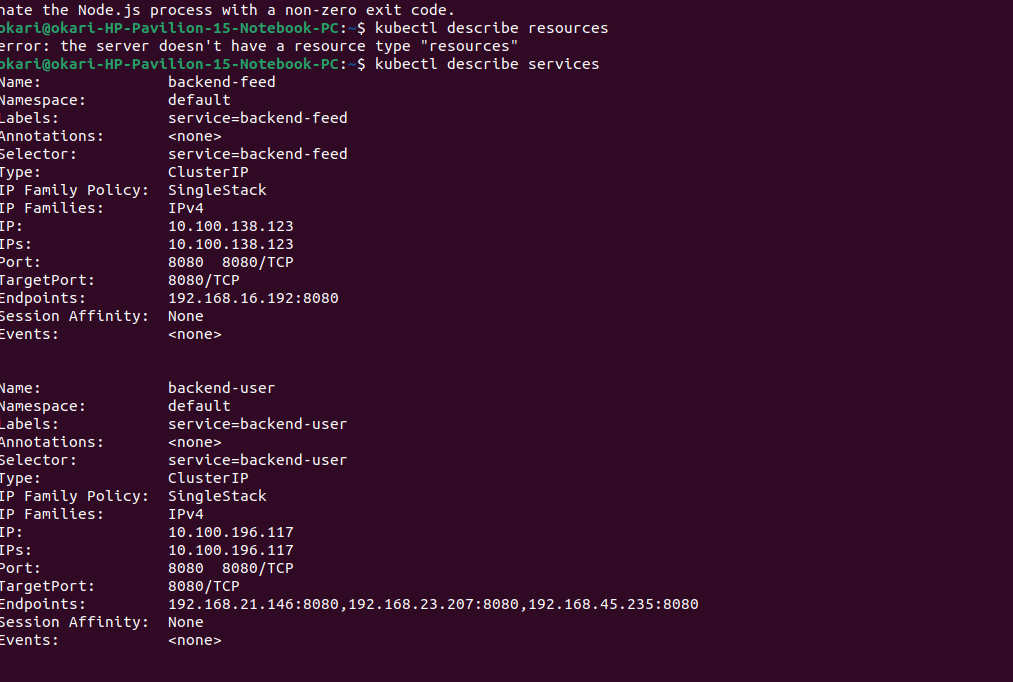 nate the Node.js process with a non-zero exit code.
okari@okari-HP-Pavilion-15-Notebook-PC:~$ kubectl describe resources
error: the server doesn't have a resource type "resources"
okari@okari-HP-Pavilion-15-Notebook-PC:~$ kubectl describe services
Name:              backend-feed
Namespace:         default
Labels:            service=backend-feed
Annotations:       <none>
Selector:          service=backend-feed
Type:              ClusterIP
IP Family Policy:  SingleStack
IP Families:       IPv4
IP:                10.100.138.123
IPs:               10.100.138.123
Port:              8080  8080/TCP
TargetPort:        8080/TCP
Endpoints:         192.168.16.192:8080
Session Affinity:  None
Events:            <none>
Name:              backend-user
Namespace:         default
Labels:            service=backend-user
Annotations:       <none>
Selector:          service=backend-user
Type:              ClusterIP
IP Family Policy:  SingleStack
IP Families:       IPv4
IP:                10.100.196.117
IPs:               10.100.196.117
Port:              8080  8080/TCP
TargetPort:        8080/TCP
Endpoints:         192.168.21.146:8080,192.168.23.207:8080,192.168.45.235:8080
Session Affinity:  None
Events:            <none>